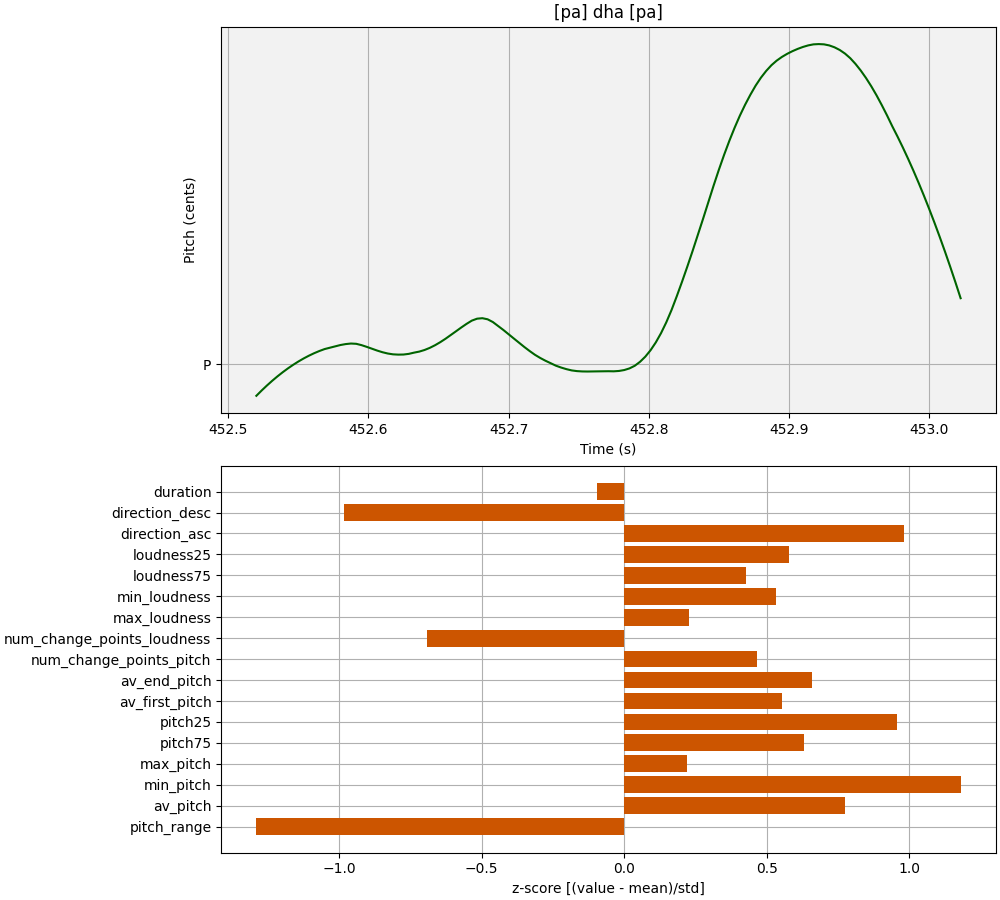 [pa] dha [pa]
Pitch (cents)
P
452.5 452.6 452.7 452.8 452.9 453.0
Time (s)
duration
direction_desc
direction_asc
loudness25
loudness75
min_loudness
max_loudness
num_change_points_loudness
num_change_points_pitch
av_end_pitch
av_first_pitch
pitch25
pitch75
max_pitch
min_pitch
av_pitch
pitch_range
−1.0 −0.5 0.0 0.5 1.0
z-score [(value - mean)/std]